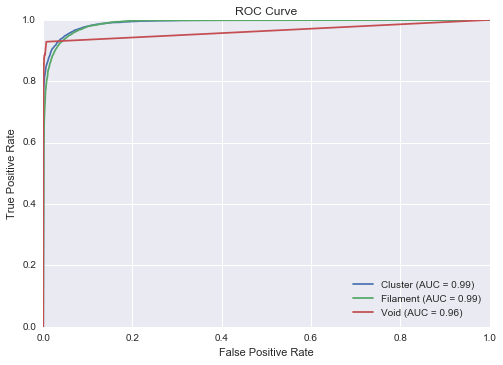 ROC Curve
True Positive Rate
1.0
0.8
0.6
0.4
0.2
0.0
Cluster (AUC = 0.99)
Filament (AUC = 0.99)
Void (AUC = 0.96)
0.0 0.2 0.4 0.6 0.8 1.0
False Positive Rate